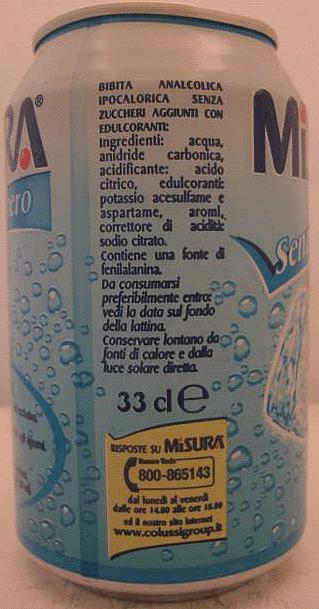 BIBITA ANALCOLICA
IPOCALORICA SENZA
ZUCCHERI AGGIUNTI CON
EDULCORANTI:
Ingredienti: acqua,
anidride carbonica,
acidificante: acido
citrico, edulcoranti:
potassio acesulfame e
aspartame, aromi,
correttore di acidità:
sodio citrato.
Contiene una fonte di
fenilalanina.
Da consumarsi
preferibilmente entro:
vedi la data sul fondo
della lattina.
Conservare lontano da
fonti di calore e dalla
luce solare diretta.
33 cl e
RISPOSTE SU MISURA
Numero Verde
800-865143
dal lunedì al venerdì
dalle ore 14.00 alle ore 18.00
ed il nostro sito internet
www.colussigroup.it
RA®
ero
Mi
sen